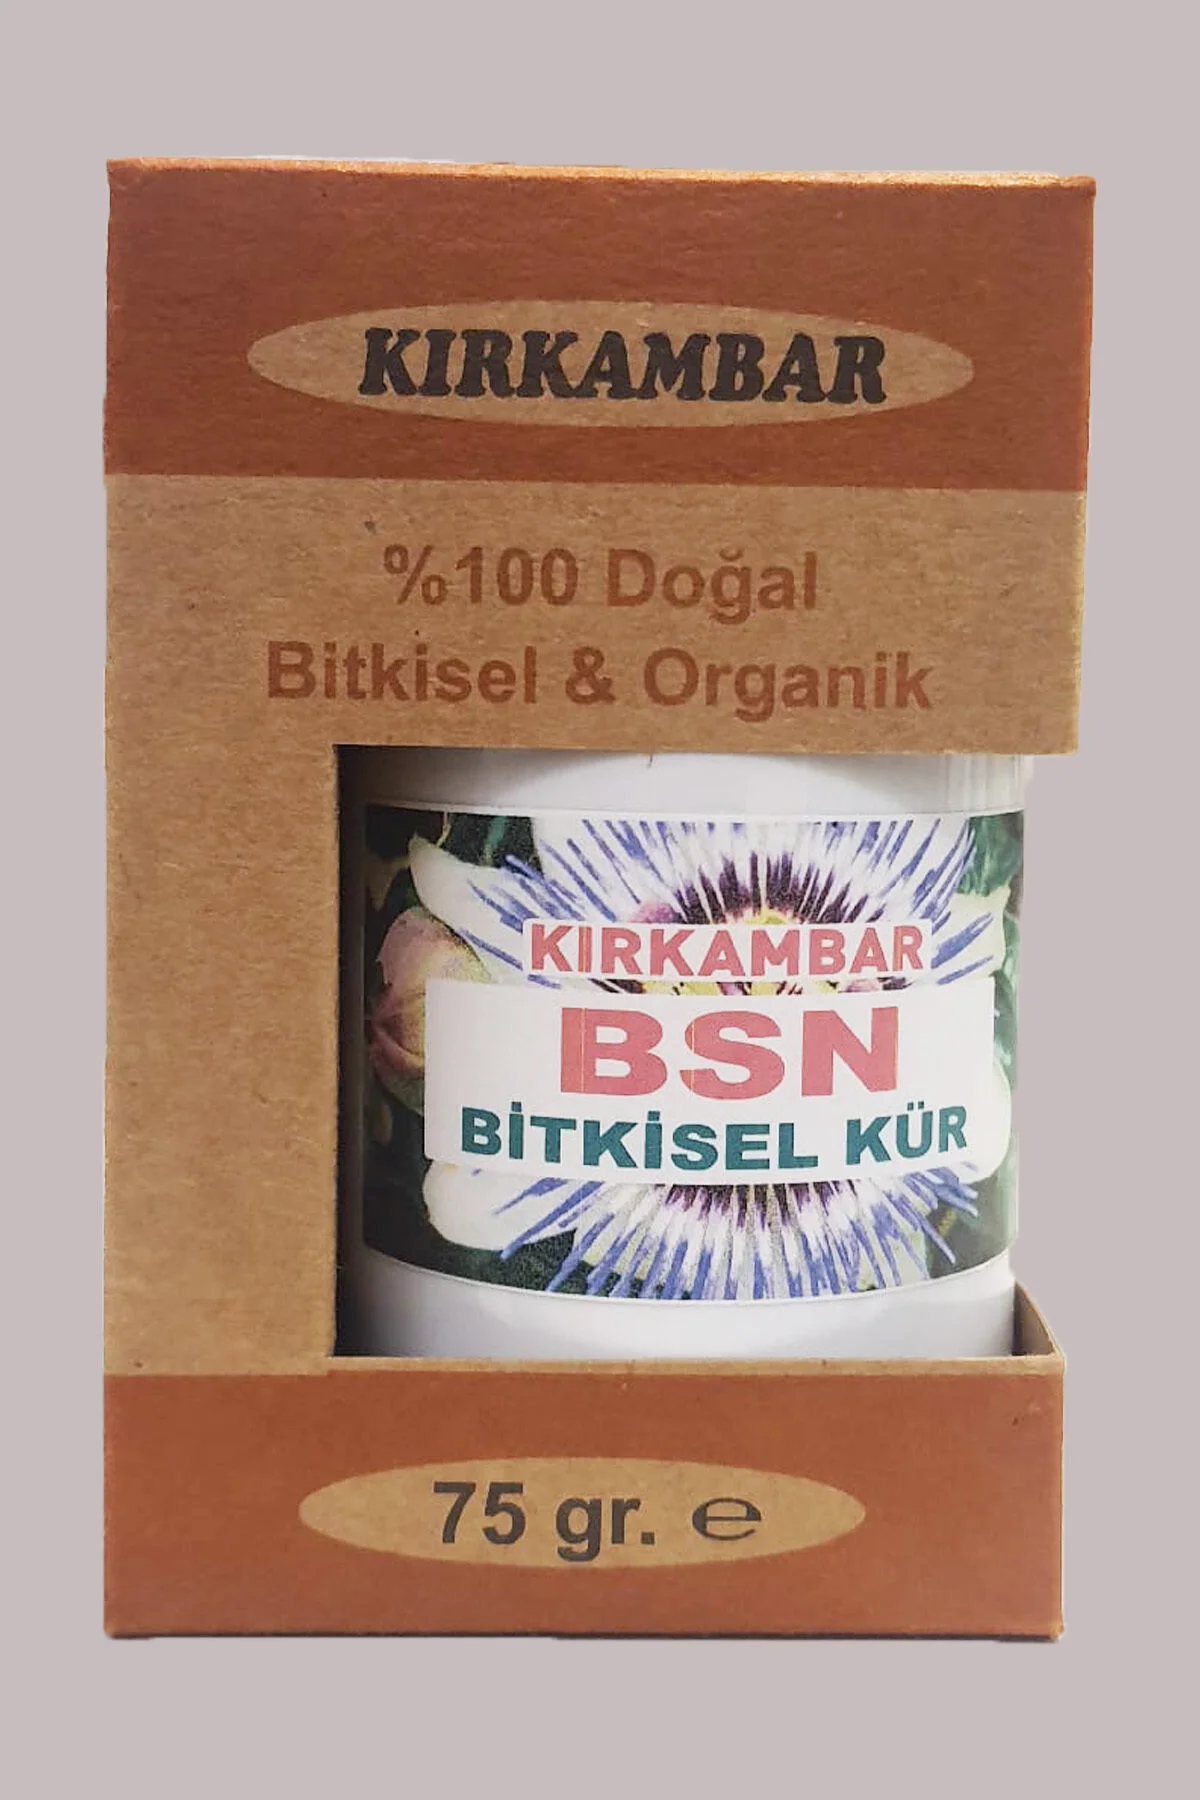 KIRKAMBAR
%100 Doğal
Bitkisel & Organik
KIRKAMBAR
BSN
BİTKİSEL KÜR
75 gr. ℮